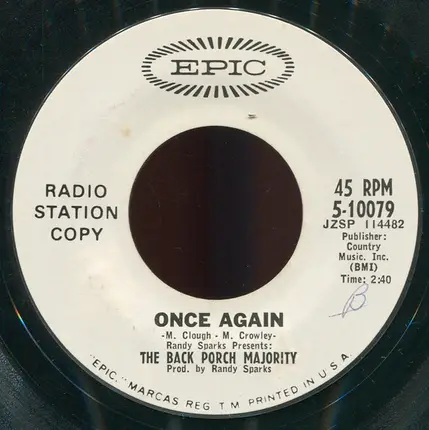 EPIC
RADIO
STATION
COPY
45 RPM
5-10079
JZSP 114482
Publisher:
Country
Music, Inc.
(BMI)
Time: 2:40
B
ONCE AGAIN
-M. Clough - M. Crowley-
Randy Sparks Presents:
THE BACK PORCH MAJORITY
Prod. by Randy Sparks
"EPIC," MARCAS REG T M PRINTED IN U.S.A.